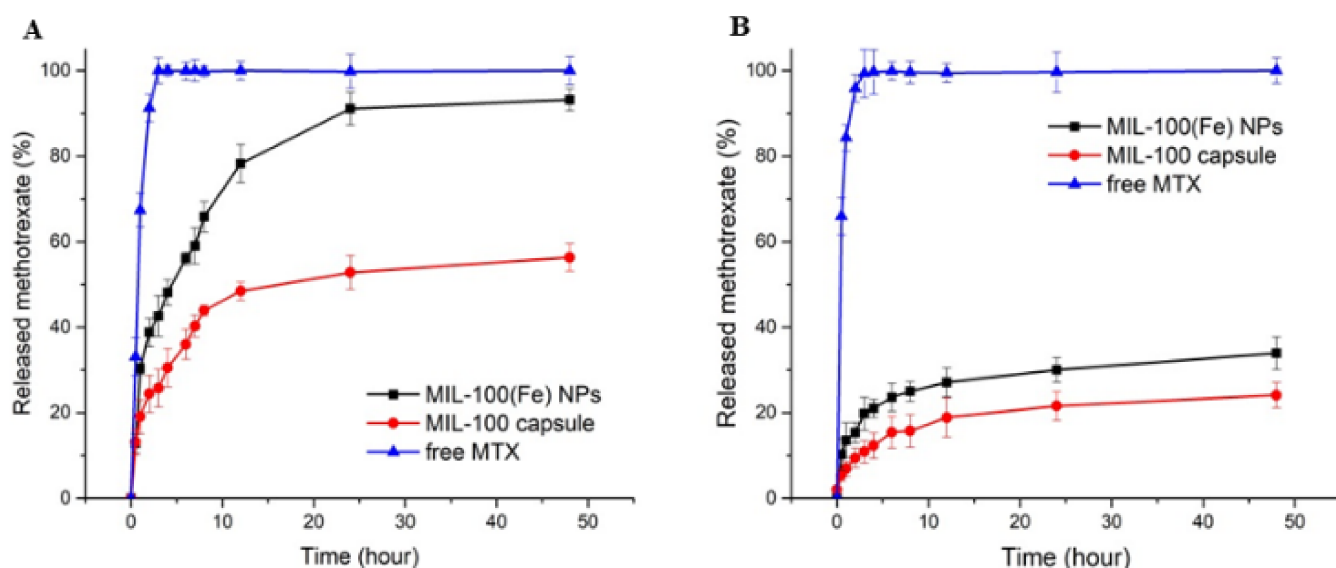 A
Released methotrexate (%)
100
80
60
40
20
0
MIL-100(Fe) NPs
MIL-100 capsule
free MTX
0
10
20
30
40
50
Time (hour)
B
Released methotrexate (%)
100
80
60
40
20
0
MIL-100(Fe) NPs
MIL-100 capsule
free MTX
0
10
20
30
40
50
Time (hour)